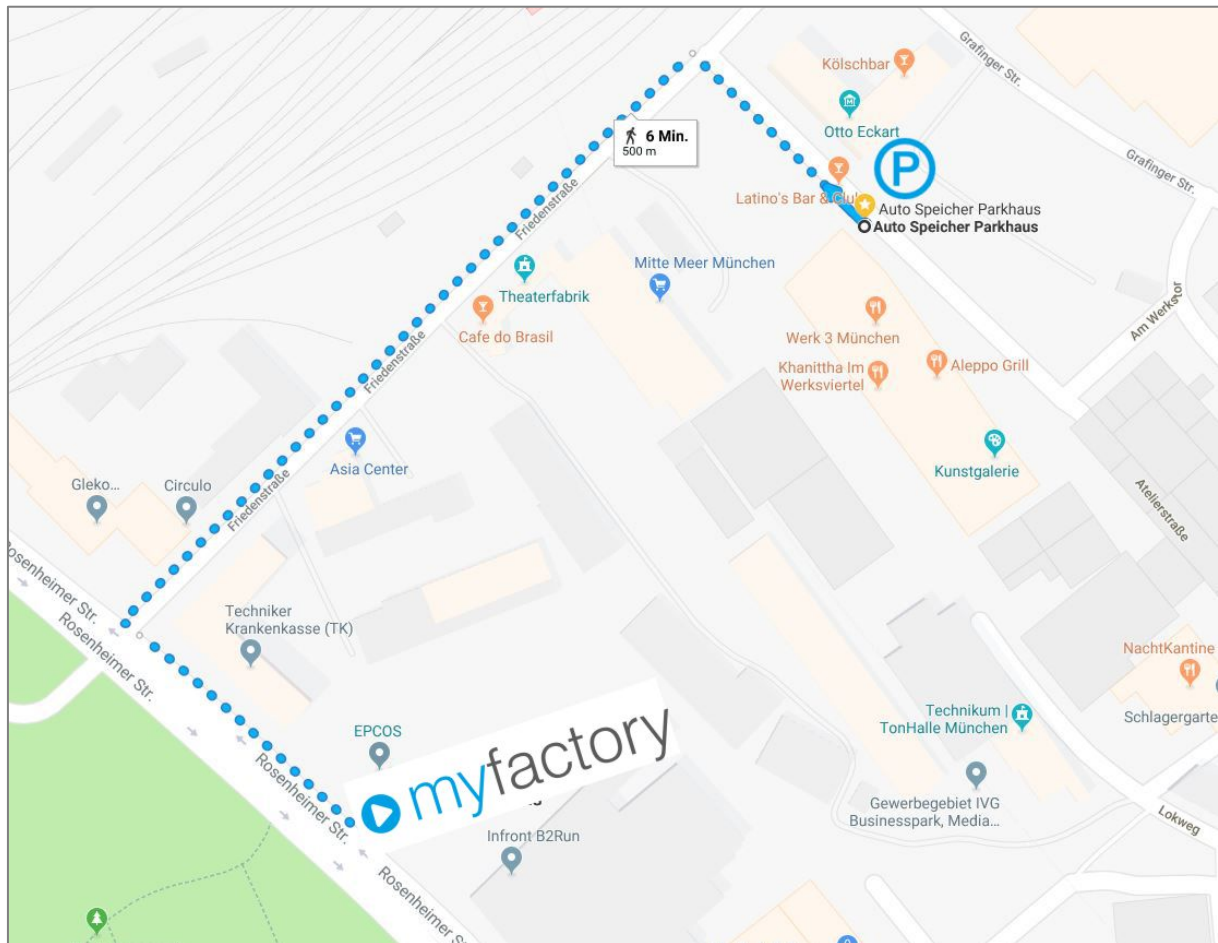 Grafinger Str.
Kölschbar
Otto Eckart
6 Min.
500 m
P
Grafinger Str.
Latino's Bar & Club
Auto Speicher Parkhaus
Auto Speicher Parkhaus
Friedenstraße
Mitte Meer München
Theaterfabrik
Am Werkstor
Cafe do Brasil
Werk 3 München
Friedenstraße
Khanittha Im
Werksviertel
Aleppo Grill
Asia Center
Kunstgalerie
Gleko...
Circulo
Friedenstraße
Atelierstraße
Rosenheimer Str.
Rosenheimer Str.
Techniker
Krankenkasse (TK)
NachtKantine
EPCOS
myfactory
Technikum |
TonHalle München
Schlagergarte
Rosenheimer Str.
Gewerbegebiet IVG
Businesspark, Media...
Lokweg
Infront B2Run
Rosenheimer Str.
Rosenheimer St